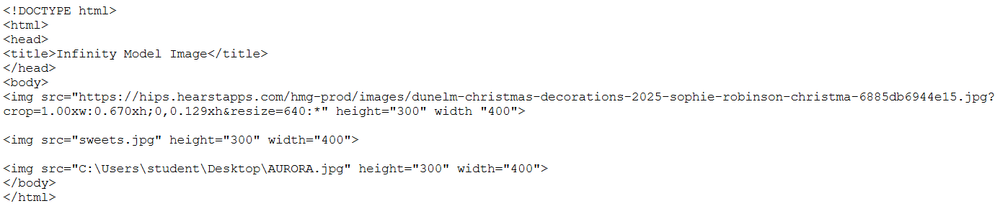 <!DOCTYPE html>
<html>
<head>
<title>Infinity Model Image</title>
</head>
<body>
<img src="https://hips.hearstapps.com/hmg-prod/images/dunelm-christmas-decorations-2025-sophie-robinson-christma-6885db6944e15.jpg?
crop=1.00xw:0.670xh;0,0.129xh&resize=640:*" height="300" width "400">
<img src="sweets.jpg" height="300" width="400">
<img src="C:\Users\student\Desktop\AURORA.jpg" height="300" width="400">
</body>
</html>